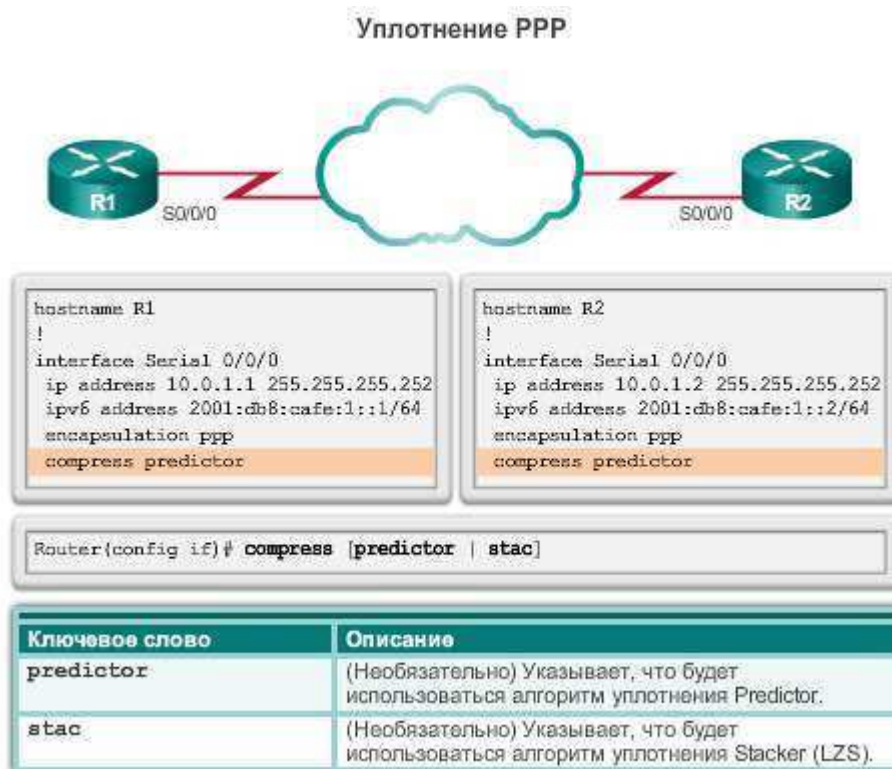 Уплотнение PPP
R1
S0/0/0
S0/0/0
R2
hostname R1
!
interface Serial 0/0/0
ip address 10.0.1.1 255.255.255.252
ipv6 address 2001:db8:cafe:1::1/64
encapsulation ppp
compress predictor
hostname R2
!
interface Serial 0/0/0
ip address 10.0.1.2 255.255.255.252
ipv6 address 2001:db8:cafe:1::2/64
encapsulation ppp
compress predictor
Router(config if)# compress [predictor | stac]
Ключевое слово Описание
predictor (Необязательно) Указывает, что будет
использоваться алгоритм уплотнения Predictor.
stac (Необязательно) Указывает, что будет
использоваться алгоритм уплотнения Stacker (LZS).